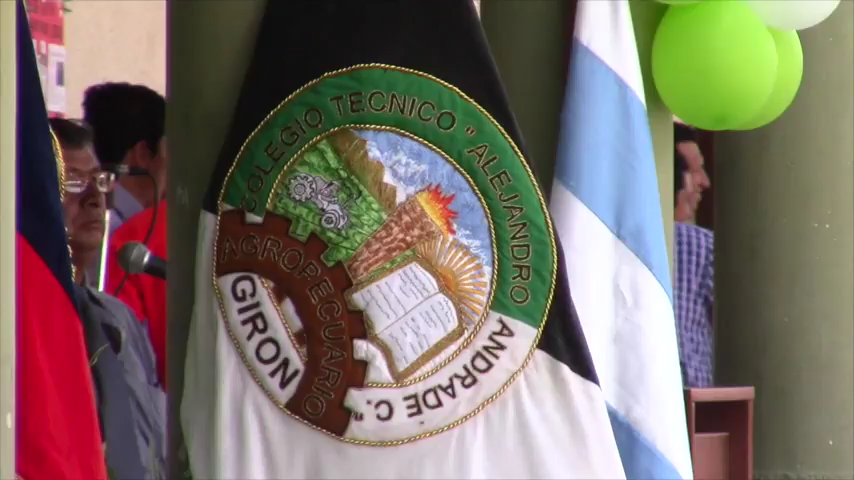 COLEGIO TECNICO "ALEJANDRO
ANDRADE C."
AGROPECUARIO
GIRON